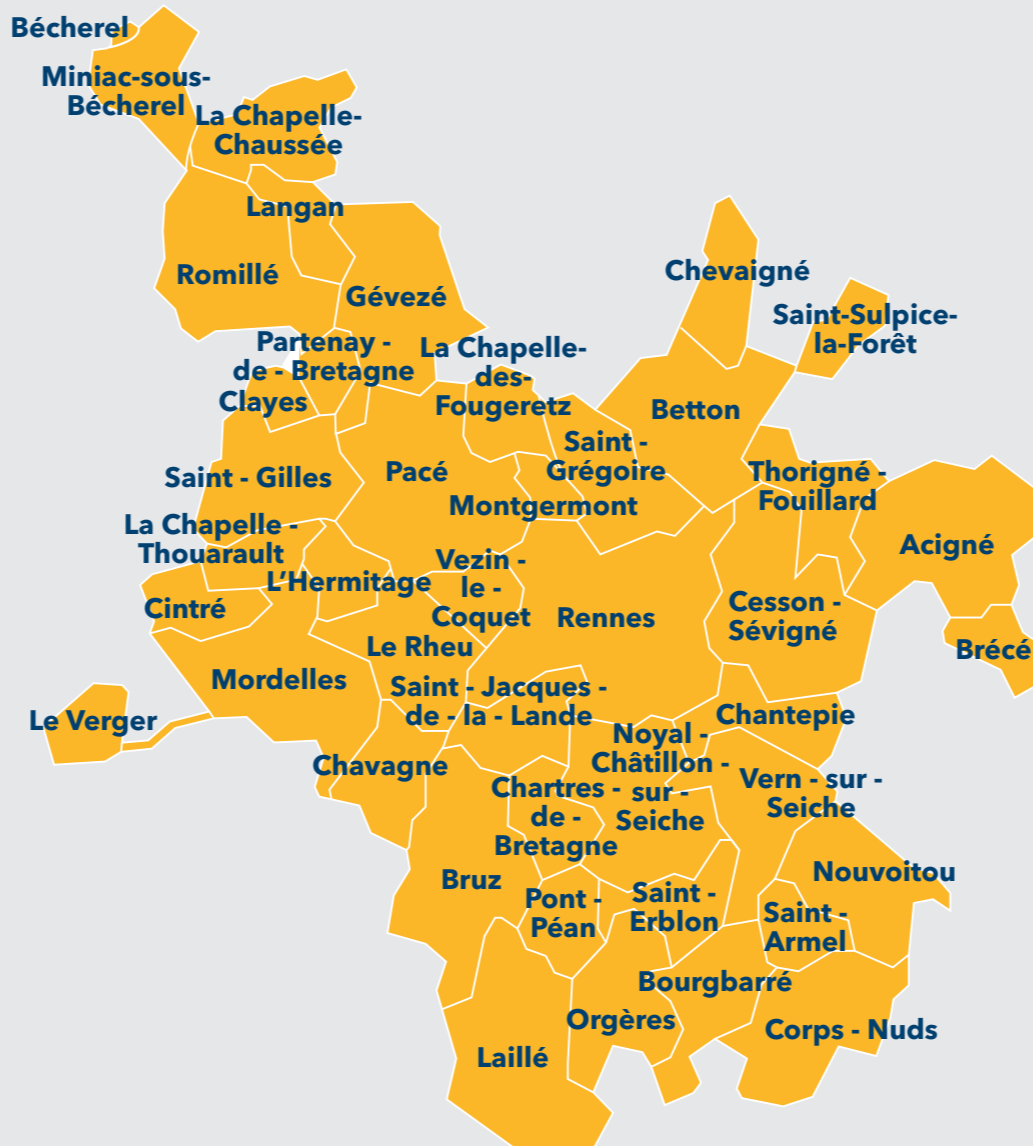 Bécherel
Miniac-sous-
Bécherel
La Chapelle-
Chaussée
Langan
Romillé
Gévezé
Chevaigné
Saint-Sulpice-
la-Forêt
Partenay -
de - Bretagne
La Chapelle-
des-
Fougeretz
Clayes
Betton
Saint -
Grégoire
Saint - Gilles
Pacé
Montgermont
Thorigné -
Fouillard
La Chapelle -
Thouarault
Acigné
L'Hermitage
Vezin -
le -
Coquet
Cintré
Rennes
Cesson -
Sévigné
Le Rheu
Brécé
Mordelles
Saint - Jacques -
de - la - Lande
Le Verger
Chantepie
Chavagne
Noyal -
Châtillon -
sur -
Seiche
Vern - sur -
Seiche
Chartres -
de -
Bretagne
Bruz
Nouvoitou
Pont -
Péan
Saint -
Erblon
Saint -
Armel
Bourgbarré
Orgères
Corps - Nuds
Laillé